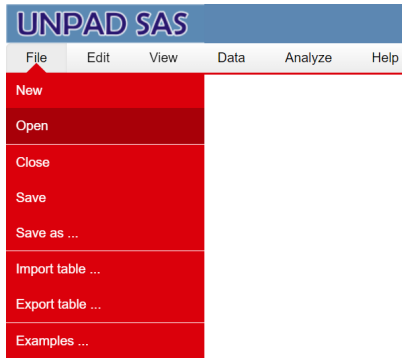 UNPAD SAS
File Edit View Data Analyze Help
New
Open
Close
Save
Save as ...
Import table ...
Export table ...
Examples ...